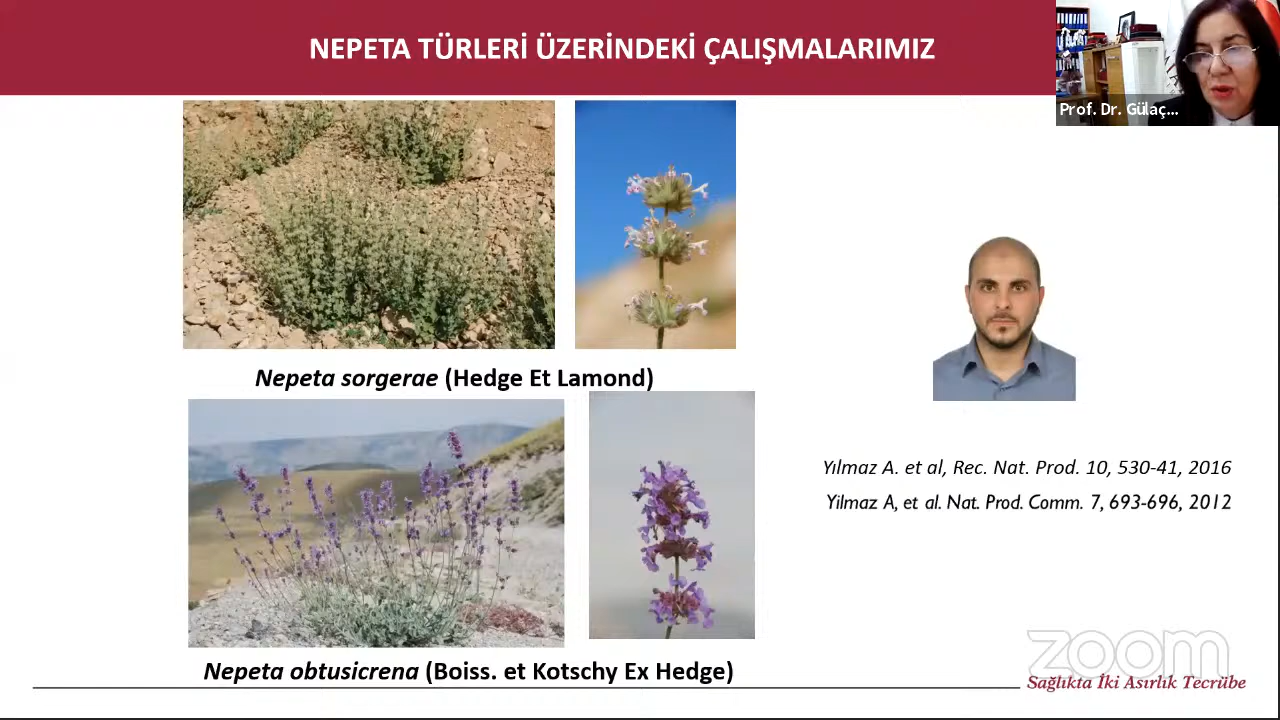 NEPETA TÜRLERİ ÜZERİNDEKİ ÇALIŞMALARIMIZ
Prof. Dr. Gülaç...
Nepeta sorgerae (Hedge Et Lamond)
Yılmaz A. et al, Rec. Nat. Prod. 10, 530-41, 2016
Yilmaz A, et al. Nat. Prod. Comm. 7, 693-696, 2012
Nepeta obtusicrena (Boiss. et Kotschy Ex Hedge)
zoom
Sağlıkta İki Asırlık Tecrübe